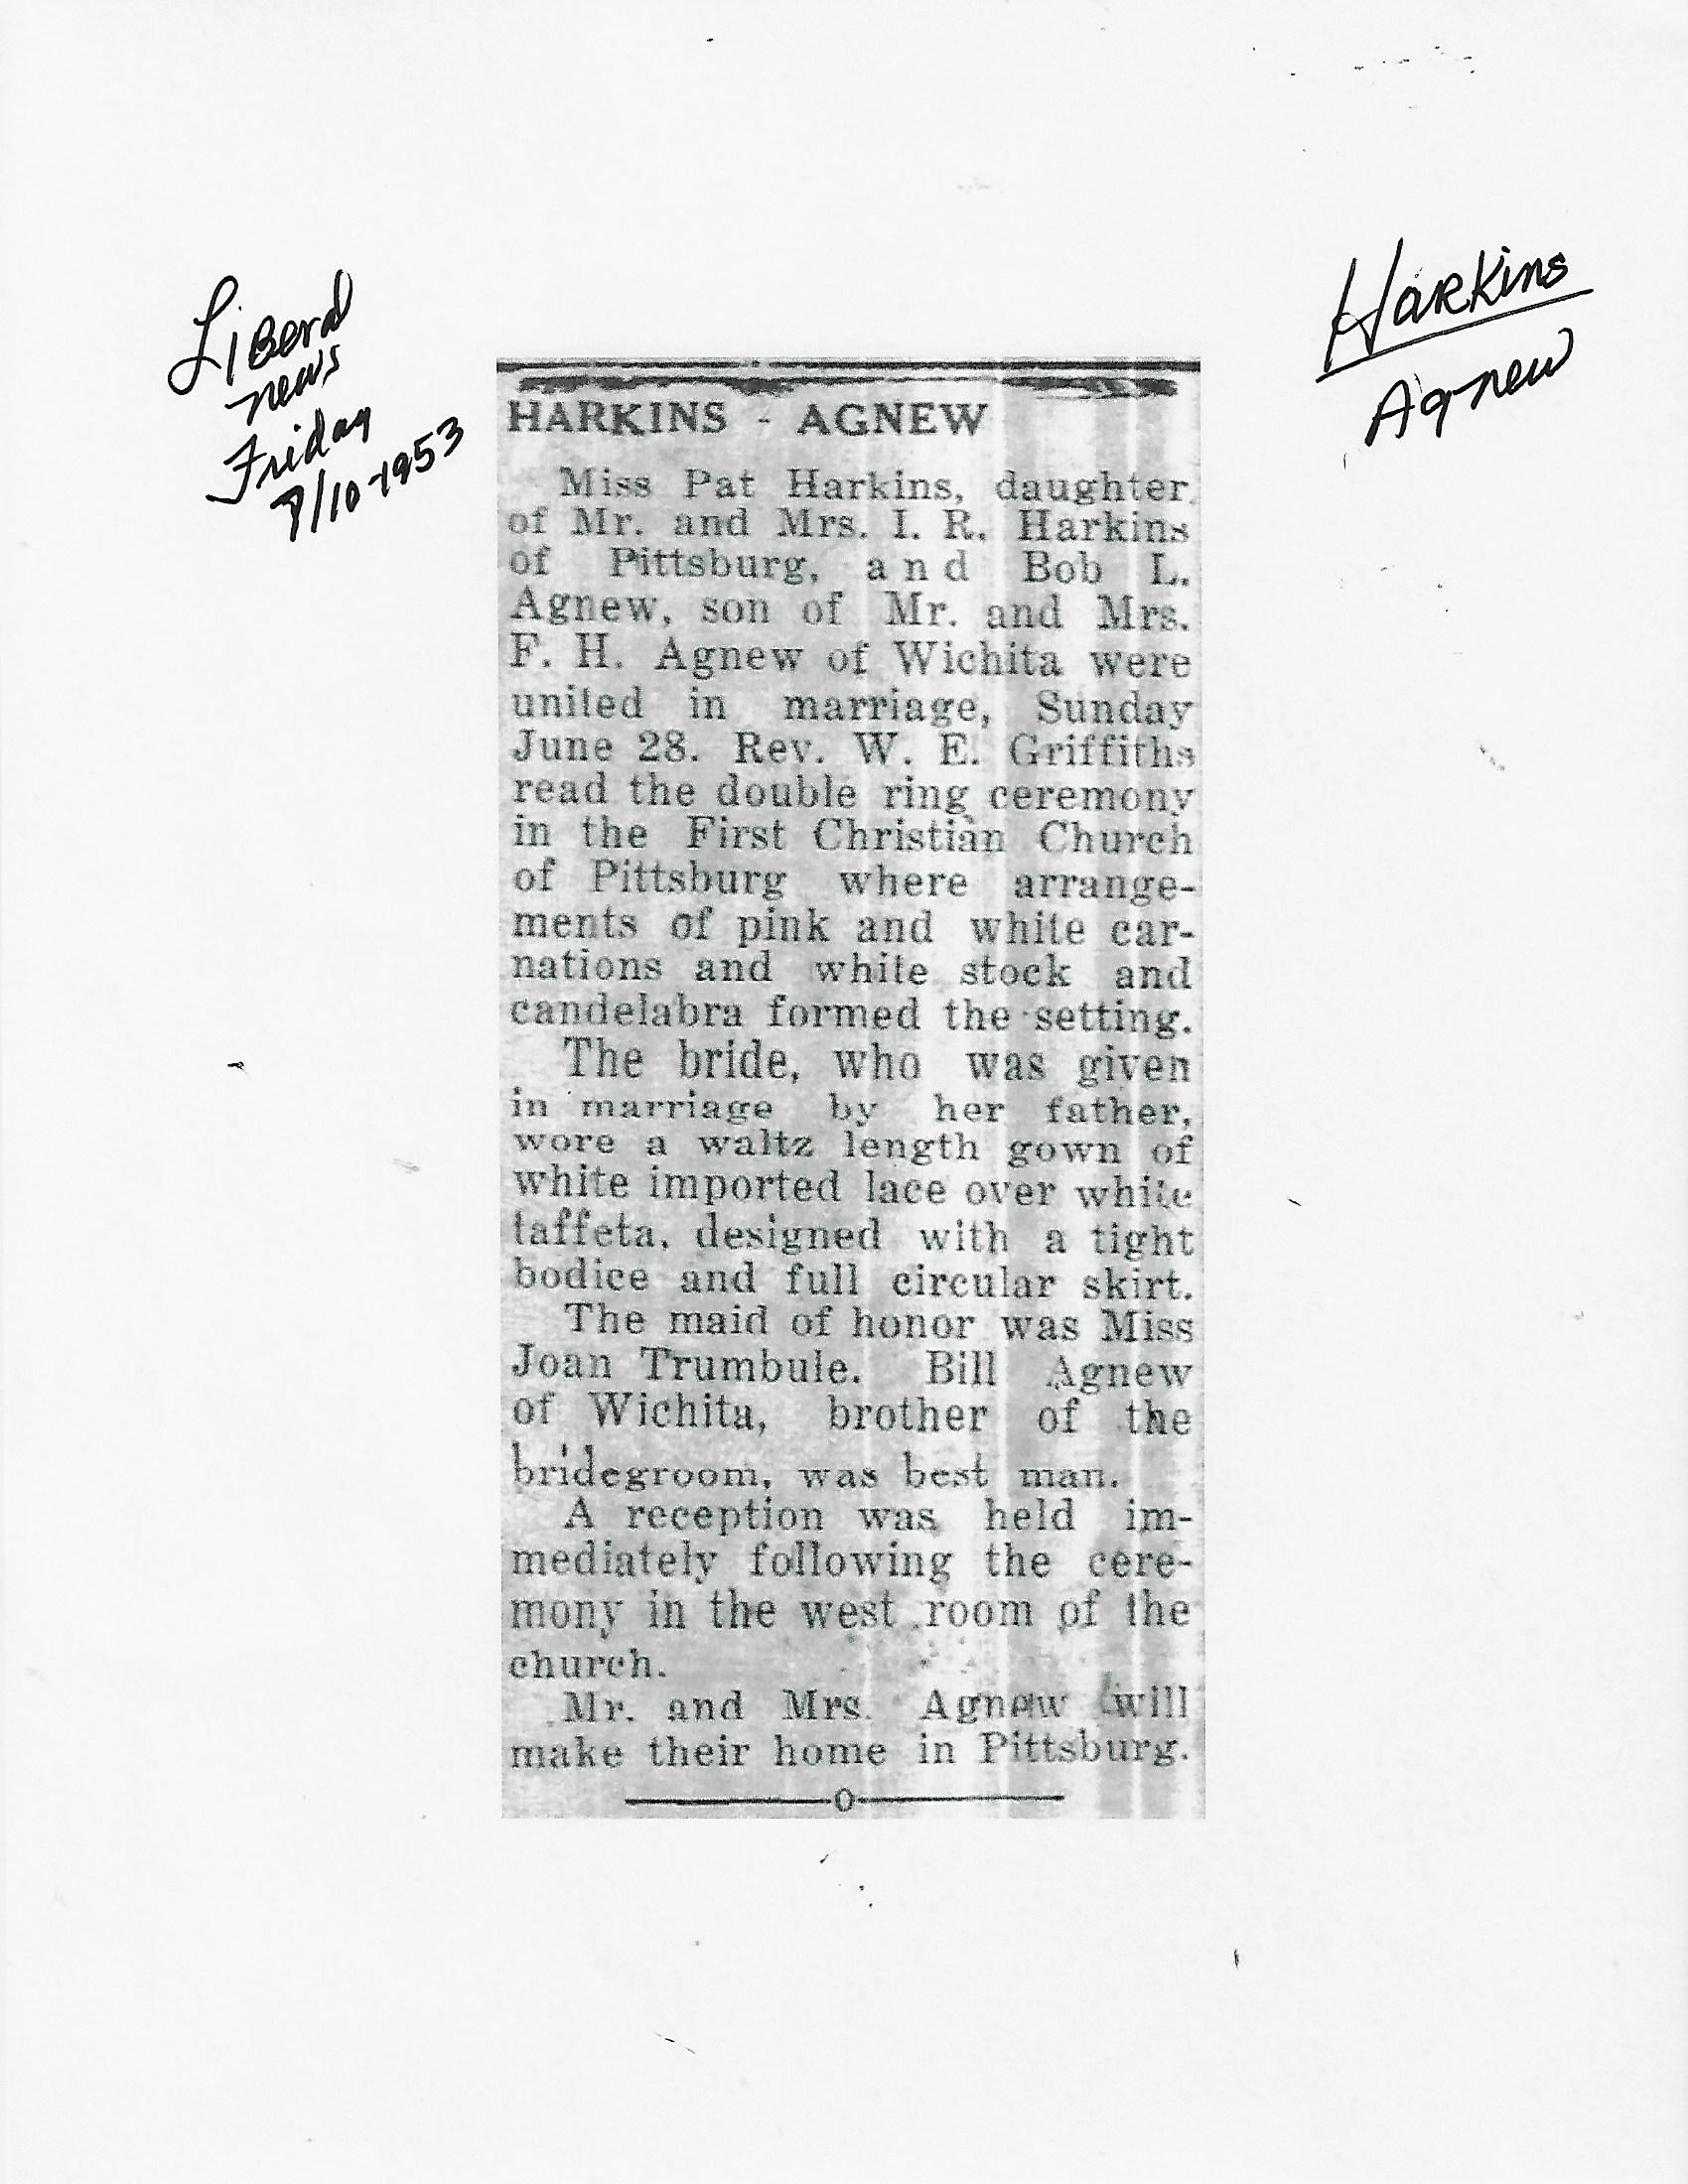 Liberal
news
Friday
7/10-1953
Harkins
Agnew
HARKINS - AGNEW
Miss Pat Harkins, daughter
of Mr. and Mrs. I. R. Harkins
of Pittsburg, and Bob L.
Agnew, son of Mr. and Mrs.
F. H. Agnew of Wichita were
united in marriage, Sunday
June 28. Rev. W. E. Griffiths
read the double ring ceremony
in the First Christian Church
of Pittsburg where arrange-
ments of pink and white car-
nations and white stock and
candelabra formed the setting.
The bride, who was given
in marriage by her father,
wore a waltz length gown of
white imported lace over white
taffeta, designed with a tight
bodice and full circular skirt.
The maid of honor was Miss
Joan Trumbule. Bill Agnew
of Wichita, brother of the
bridegroom, was best man.
A reception was held im-
mediately following the cere-
mony in the west room of the
church.
Mr. and Mrs. Agnew will
make their home in Pittsburg.